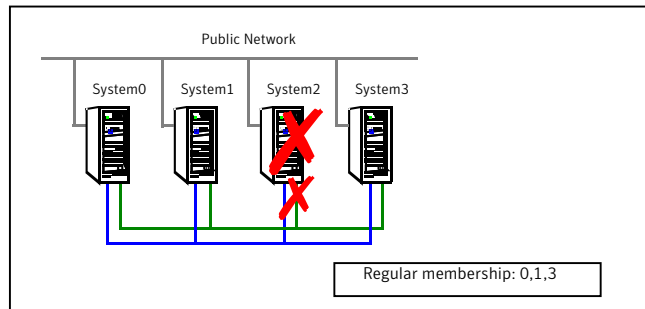 Public Network
System0
System1
System2
System3
Regular membership: 0,1,3